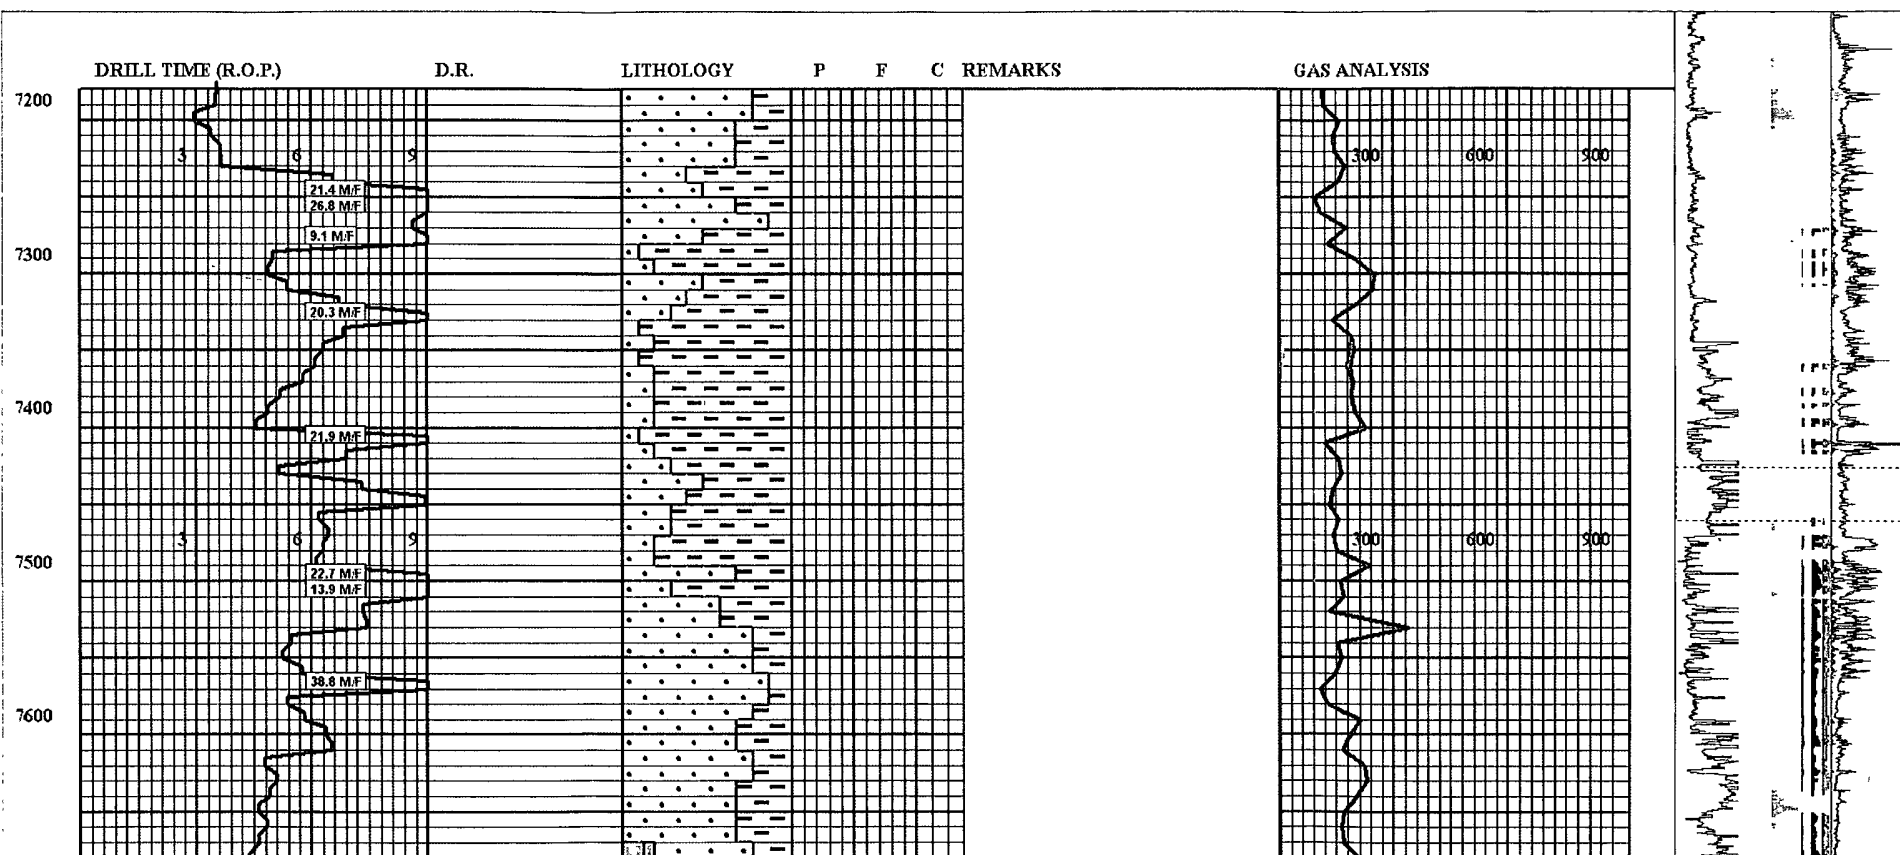 DRILL TIME (R.O.P.) D.R. LITHOLOGY P F C REMARKS GAS ANALYSIS
7200
3 6 9 300 600 900
21.4 M/F
26.8 M/F
9.1 M/F
7300
20.3 M/F
7400
21.9 M/F
3 6 9 300 600 900
7500
22.7 M/F
13.9 M/F
38.8 M/F
7600